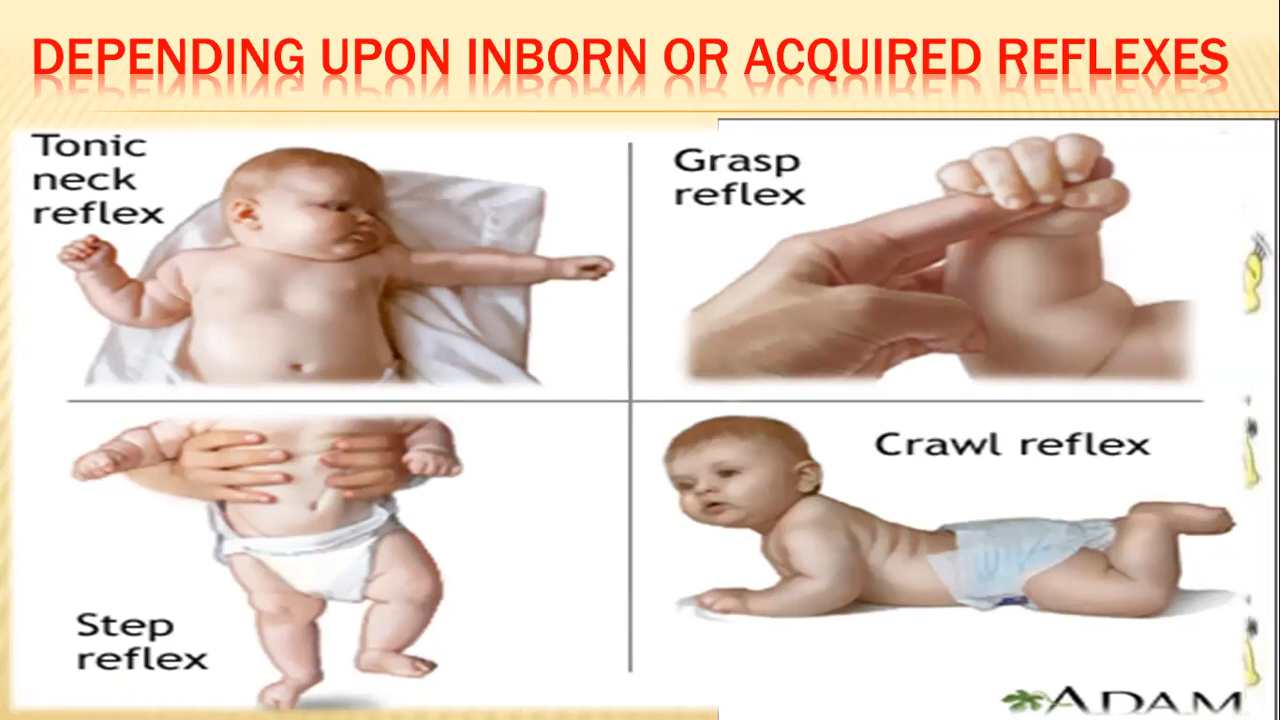 DEPENDING UPON INBORN OR ACQUIRED REFLEXES
Tonic
neck
reflex
Grasp
reflex
Step
reflex
Crawl reflex
ADAM